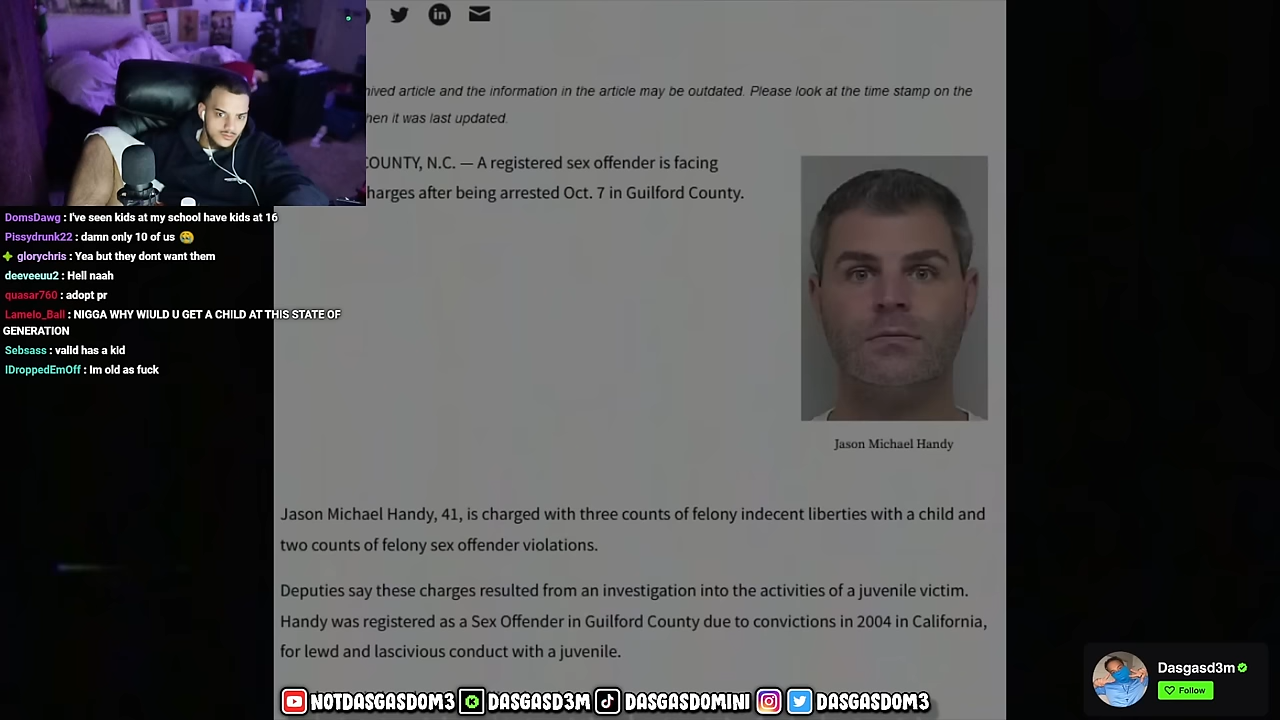 hived article and the information in the article may be outdated. Please look at the time stamp on the
hen it was last updated.
COUNTY, N.C. — A registered sex offender is facing
harges after being arrested Oct. 7 in Guilford County.
Jason Michael Handy
DomsDawg : I've seen kids at my school have kids at 16
Pissydrunk22 : damn only 10 of us 😢
glorychris : Yea but they dont want them
deeveeuu2 : Hell naah
quasar760 : adopt pr
Lamelo_Ball : NIGGA WHY WIULD U GET A CHILD AT THIS STATE OF
GENERATION
Sebsass : valid has a kid
IDroppedEmOff : Im old as fuck
Jason Michael Handy, 41, is charged with three counts of felony indecent liberties with a child and
two counts of felony sex offender violations.
Deputies say these charges resulted from an investigation into the activities of a juvenile victim.
Handy was registered as a Sex Offender in Guilford County due to convictions in 2004 in California,
for lewd and lascivious conduct with a juvenile.
Dasgasd3m
Follow
NOTDASGASDOM3 DASGASD3M DASGASDOMINI DASGASDOM3